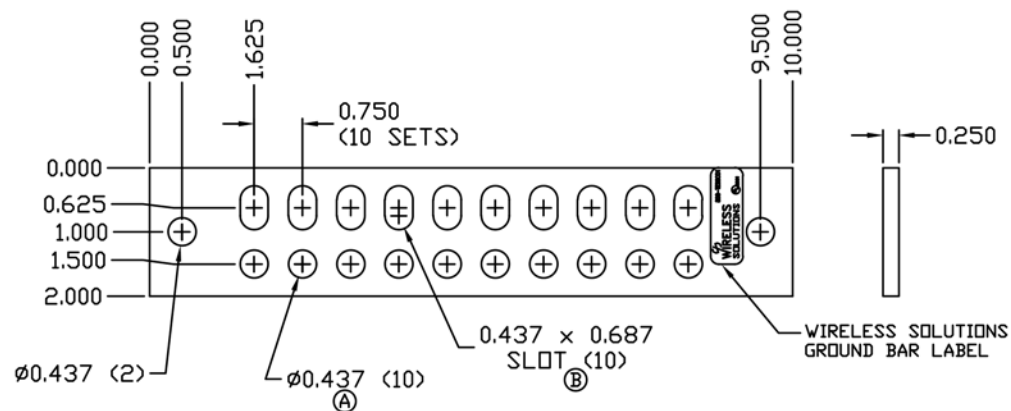 0.000
0.500
1.625
9.500
10.000
0.750
(10 SETS)
0.250
0.000
0.625
1.000
1.500
2.000
WIRELESS
SOLUTIONS
0.437 x 0.687
SLOT (10)
B
WIRELESS SOLUTIONS
GROUND BAR LABEL
Ø0.437 (2)
Ø0.437 (10)
A